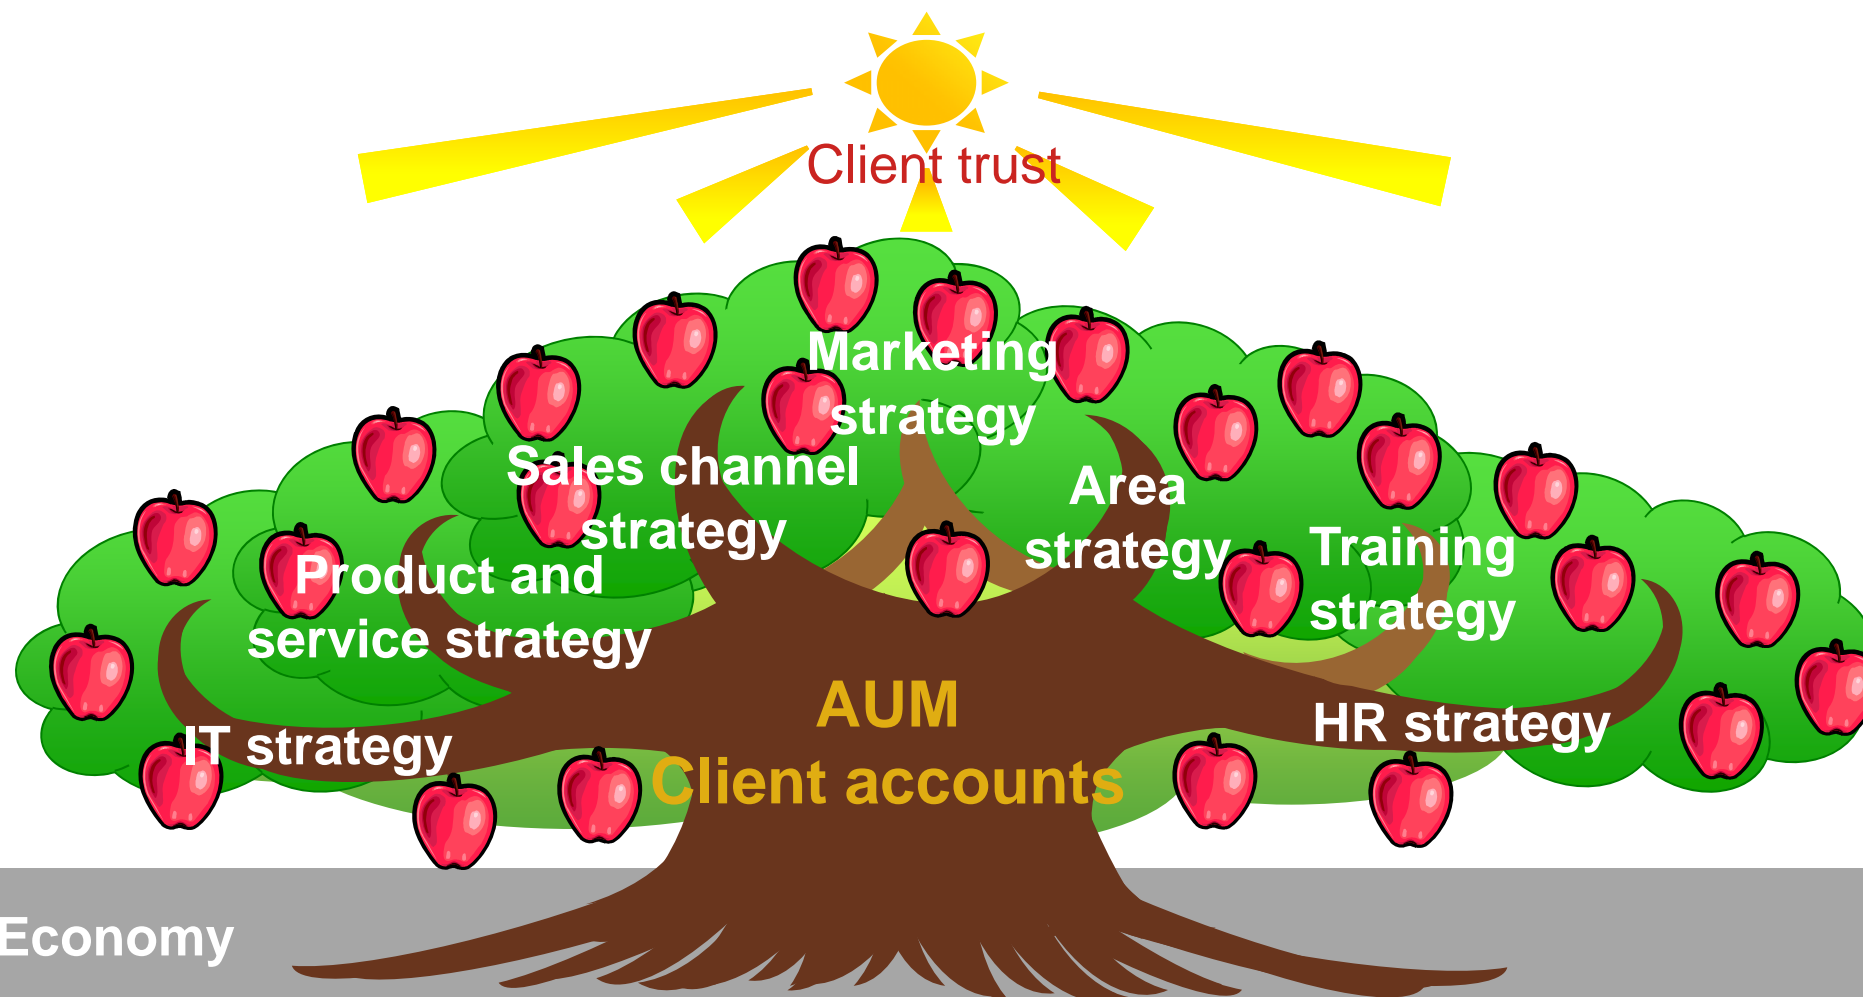 Client trust
Marketing
strategy
Sales channel
strategy
Area
strategy
Product and
service strategy
Training
strategy
IT strategy
HR strategy
AUM
Client accounts
Economy